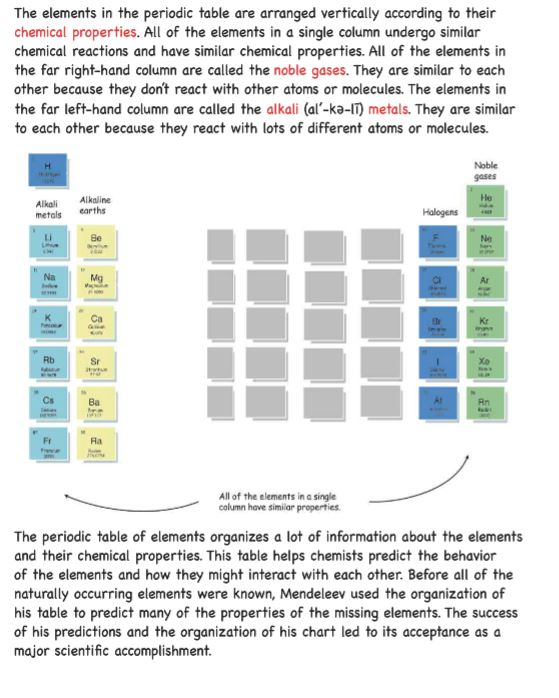 The elements in the periodic table are arranged vertically according to their
chemical properties. All of the elements in a single column undergo similar
chemical reactions and have similar chemical properties. All of the elements in
the far right-hand column are called the noble gases. They are similar to each
other because they don't react with other atoms or molecules. The elements in
the far left-hand column are called the alkali (al′-kə-lī) metals. They are similar
to each other because they react with lots of different atoms or molecules.
H
Noble
gases
Alkali
metals
Alkaline
earths
Halogens
He
Li
Lithium
Be
F
Ne
Na
Mg
Cl
Ar
K
Ca
Br
Kr
Rb
Sr
I
Xe
Cs
Ba
At
Rn
Fr
Ra
All of the elements in a single
column have similar properties.
The periodic table of elements organizes a lot of information about the elements
and their chemical properties. This table helps chemists predict the behavior
of the elements and how they might interact with each other. Before all of the
naturally occurring elements were known, Mendeleev used the organization of
his table to predict many of the properties of the missing elements. The success
of his predictions and the organization of his chart led to its acceptance as a
major scientific accomplishment.